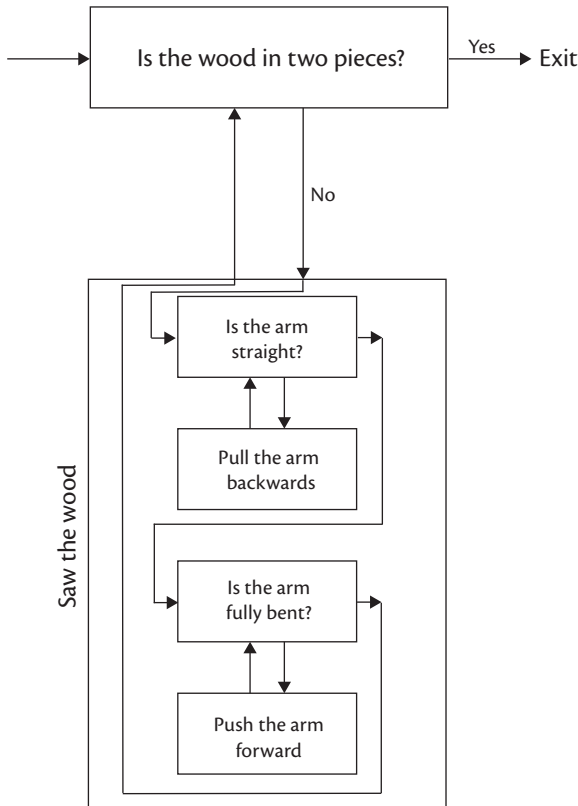 Is the wood in two pieces?
Yes
Exit
No
Saw the wood
Is the arm
straight?
Pull the arm
backwards
Is the arm
fully bent?
Push the arm
forward